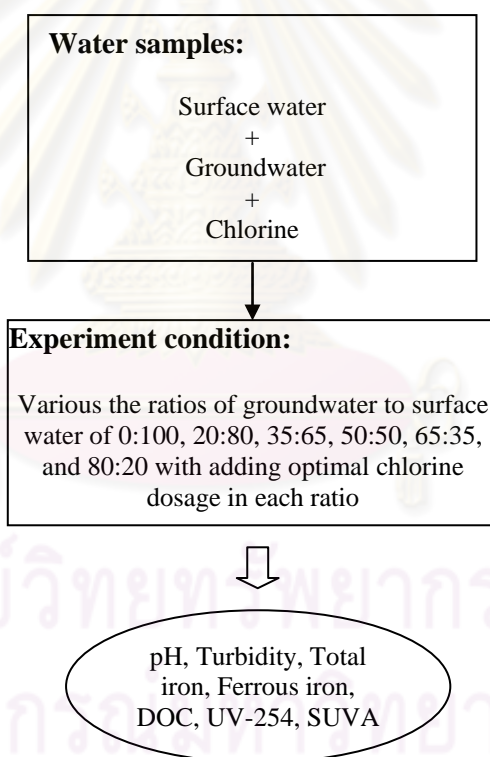 Water samples:
Surface water
+
Groundwater
+
Chlorine
Experiment condition:
Various the ratios of groundwater to surface
water of 0:100, 20:80, 35:65, 50:50, 65:35,
and 80:20 with adding optimal chlorine
dosage in each ratio
pH, Turbidity, Total
iron, Ferrous iron,
DOC, UV-254, SUVA